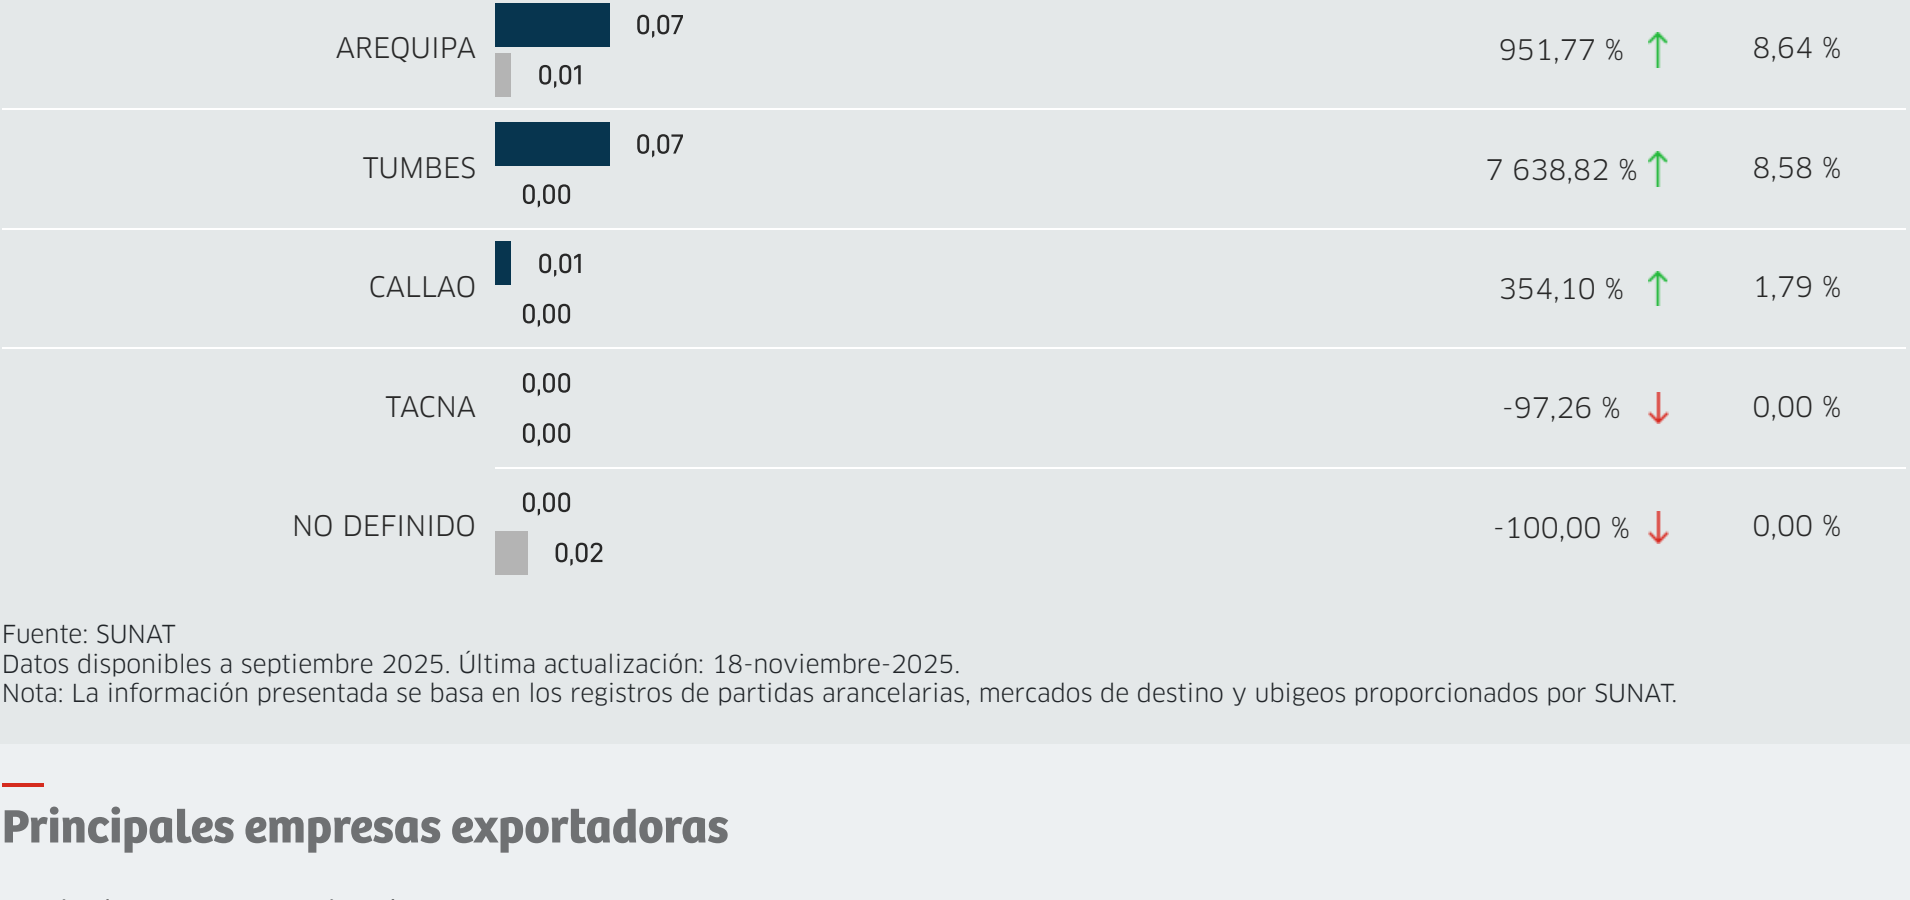 AREQUIPA 0,07 0,01 951,77 % 8,64 %
TUMBES 0,07 0,00 7 638,82 % 8,58 %
CALLAO 0,01 0,00 354,10 % 1,79 %
TACNA 0,00 0,00 -97,26 % 0,00 %
NO DEFINIDO 0,00 0,02 -100,00 % 0,00 %
Fuente: SUNAT
Datos disponibles a septiembre 2025. Última actualización: 18-noviembre-2025.
Nota: La información presentada se basa en los registros de partidas arancelarias, mercados de destino y ubigeos proporcionados por SUNAT.
Principales empresas exportadoras